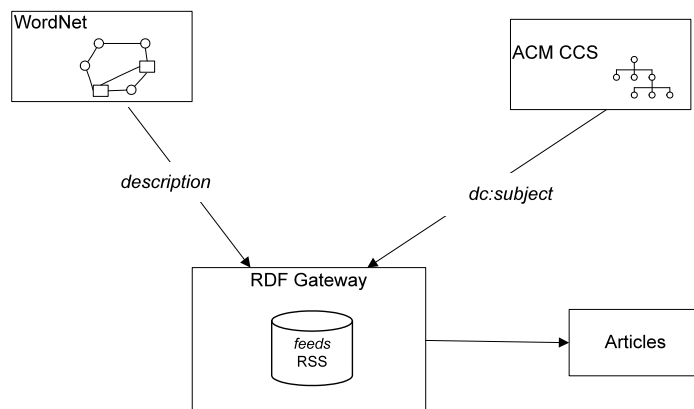 WordNet
ACM CCS
description
dc:subject
RDF Gateway
feeds
RSS
Articles